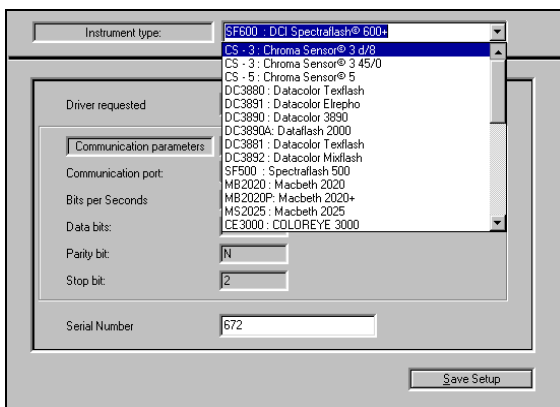 Instrument type:
SF600 : DCI Spectraflash® 600+
CS - 3 : Chroma Sensor® 3 d/8
CS - 3 : Chroma Sensor® 3 45/0
CS - 5 : Chroma Sensor® 5
DC3880 : Datacolor Texflash
DC3891 : Datacolor Elrepho
DC3890 : Datacolor 3890
DC3890A: Dataflash 2000
DC3881 : Datacolor Texflash
DC3892 : Datacolor Mixflash
SF500 : Spectraflash 500
MB2020 : Macbeth 2020
MB2020P: Macbeth 2020+
MS2025 : Macbeth 2025
CE3000 : COLOREYE 3000
Driver requested
Communication parameters
Communication port:
Bits per Seconds
Data bits:
Parity bit:
N
Stop bit:
2
Serial Number
672
Save Setup